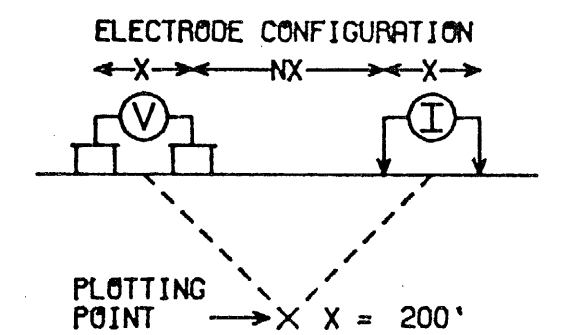 ELECTRODE CONFIGURATION
X NX X
V I
PLOTTING
POINT X X = 200'